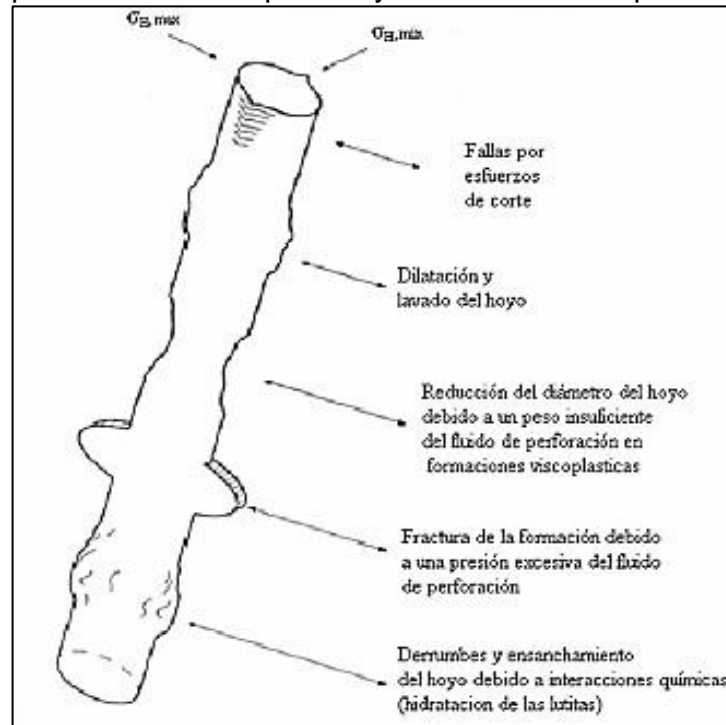 σH,max
σH,min
Fallas por
esfuerzos
de corte
Dilatación y
lavado del hoyo
Reducción del diámetro del hoyo
debido a un peso insuficiente
del fluido de perforación en
formaciones viscoplasticas
Fractura de la formación debido
a una presión excesiva del fluido
de perforación
Derrumbes y ensanchamiento
del hoyo debido a interacciones químicas
(hidratacion de las lutitas)